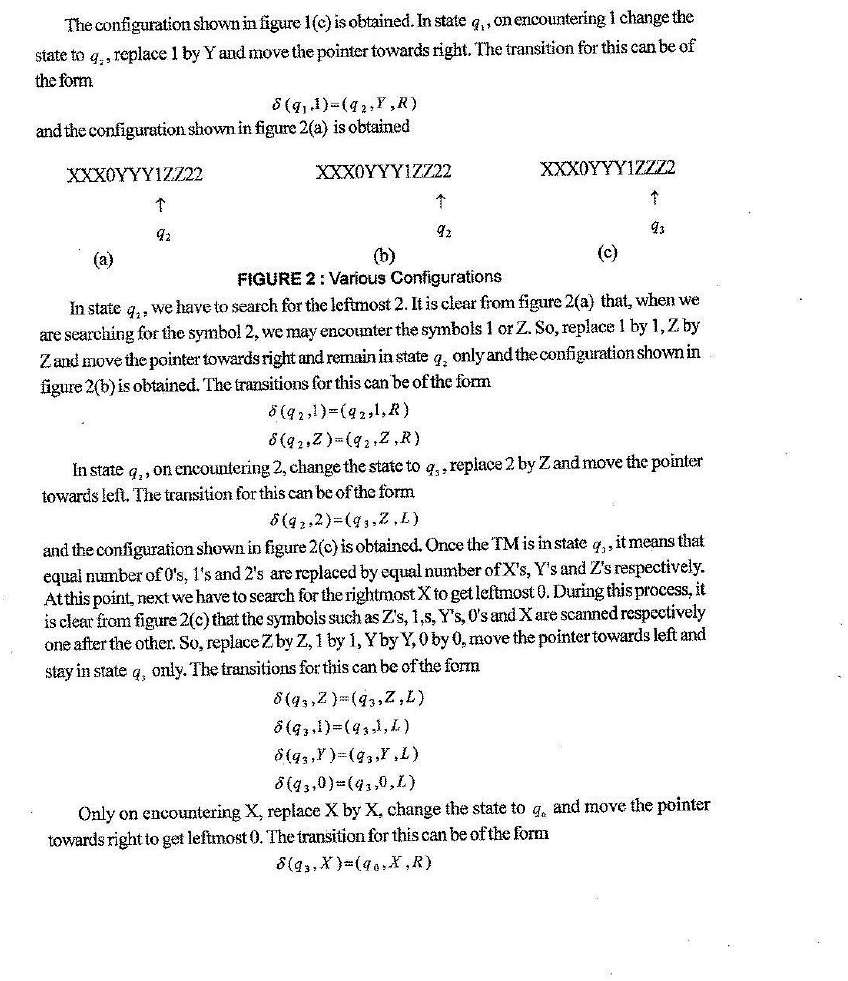 The configuration shown in figure 1(c) is obtained. In state q₁, on encountering 1 change the
state to q₂, replace 1 by Y and move the pointer towards right. The transition for this can be of
the form
δ(q₁,1)=(q₂,Y,R)
and the configuration shown in figure 2(a) is obtained
XXX0YYY1ZZ22 XXX0YYY1ZZ22 XXX0YYY1ZZZ2
↑ ↑ ↑
q₂ q₂ q₃
(a) (b) (c)
FIGURE 2 : Various Configurations
In state q₂, we have to search for the leftmost 2. It is clear from figure 2(a) that, when we
are searching for the symbol 2, we may encounter the symbols 1 or Z. So, replace 1 by 1, Z by
Z and move the pointer towards right and remain in state q₂ only and the configuration shown in
figure 2(b) is obtained. The transitions for this can be of the form
δ(q₂,1)=(q₂,1,R)
δ(q₂,Z)=(q₂,Z,R)
In state q₂, on encountering 2, change the state to q₃, replace 2 by Z and move the pointer
towards left. The transition for this can be of the form
δ(q₂,2)=(q₃,Z,L)
and the configuration shown in figure 2(c) is obtained. Once the TM is in state q₃, it means that
equal number of 0's, 1's and 2's are replaced by equal number of X's, Y's and Z's respectively.
At this point, next we have to search for the rightmost X to get leftmost 0. During this process, it
is clear from figure 2(c) that the symbols such as Z's, 1,s, Y's, 0's and X are scanned respectively
one after the other. So, replace Z by Z, 1 by 1, Y by Y, 0 by 0, move the pointer towards left and
stay in state q₃ only. The transitions for this can be of the form
δ(q₃,Z)=(q₃,Z,L)
δ(q₃,1)=(q₃,1,L)
δ(q₃,Y)=(q₃,Y,L)
δ(q₃,0)=(q₃,0,L)
Only on encountering X, replace X by X, change the state to q₀ and move the pointer
towards right to get leftmost 0. The transition for this can be of the form
δ(q₃,X)=(q₀,X,R)